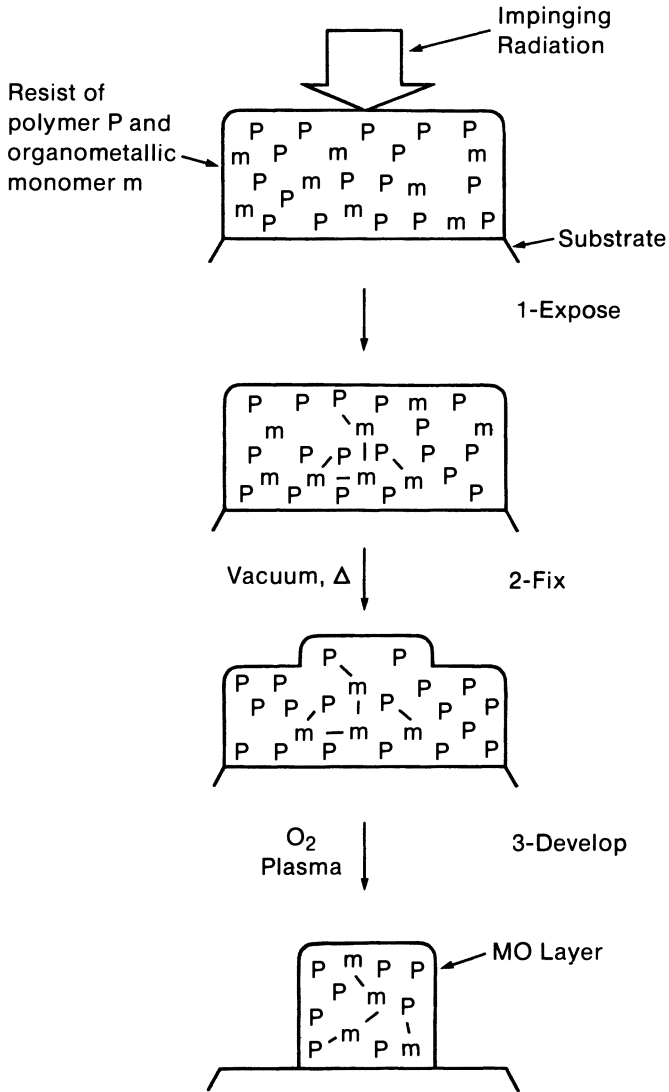 Impinging
Radiation
Resist of
polymer P and
organometallic
monomer m
P P P P P
m P m P m
P m P P m P
m P P m P P m P
Substrate
1-Expose
P P P P m P
m m P m
P P P P P P
m m m m P
P P P P P
Vacuum, Δ
2-Fix
P P
P P m P P
P P P P P P
m m m P
P P P P P P
O2
Plasma
3-Develop
MO Layer
P m P P
P m P
P m
P P m